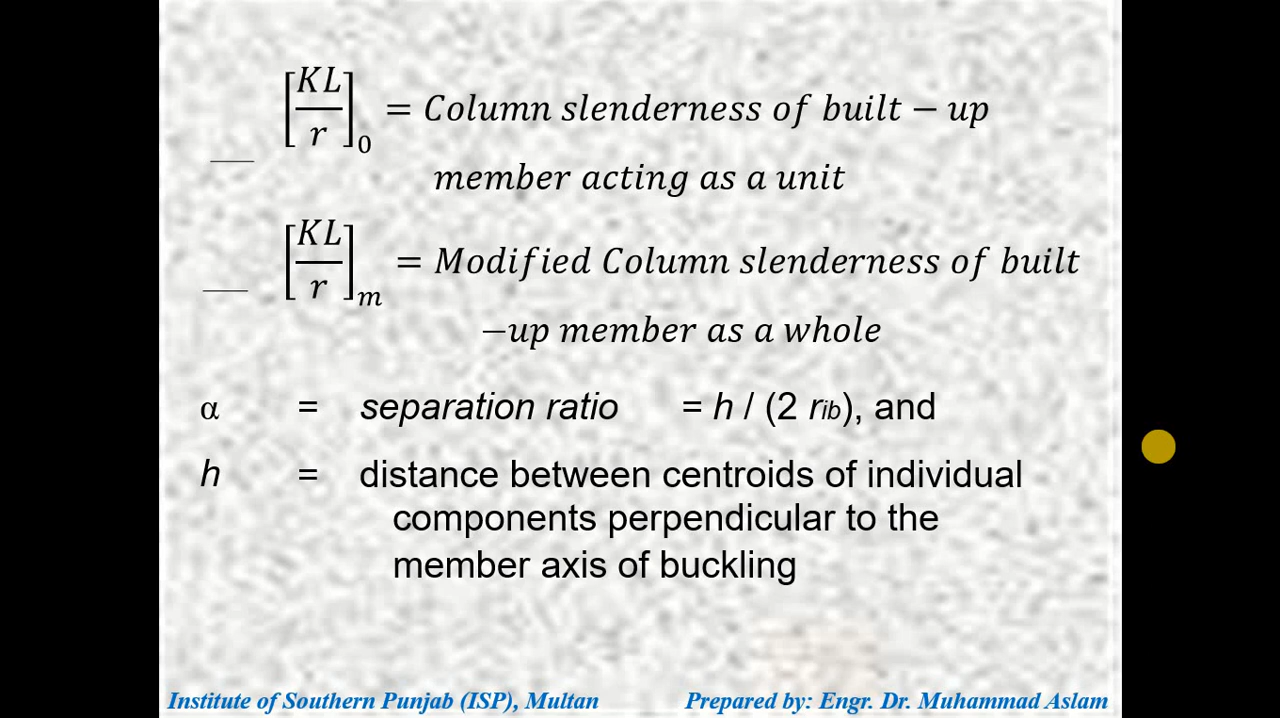 [KL/r]₀ = Column slenderness of built − up
member acting as a unit
[KL/r]ₘ = Modified Column slenderness of built
−up member as a whole
α = separation ratio = h / (2 rib), and
h = distance between centroids of individual
components perpendicular to the
member axis of buckling
Institute of Southern Punjab (ISP), Multan Prepared by: Engr. Dr. Muhammad Aslam